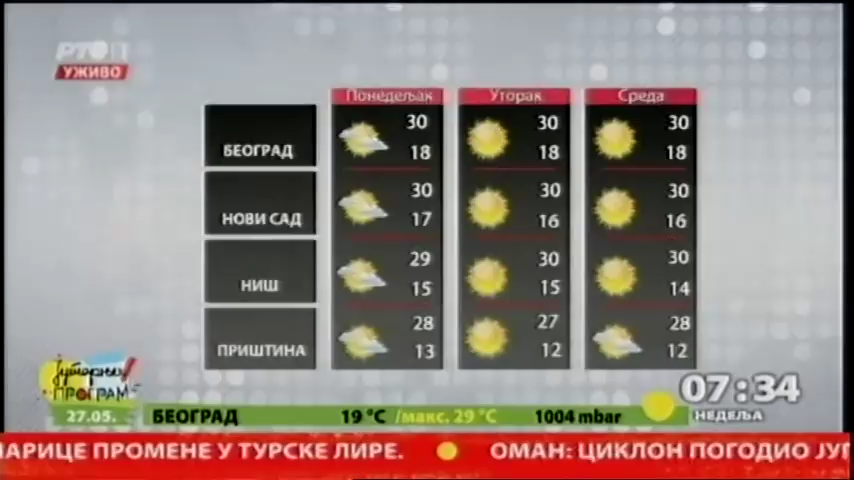 РТС
УЖИВО
Понедељак Уторак Среда
30 30 30
БЕОГРАД 18 18 18
30 30 30
НОВИ САД 17 16 16
29 30 30
НИШ 15 15 14
28 27 28
ПРИШТИНА 13 12 12
Јутарњи
ПРОГРАМ
07:34
27.05. БЕОГРАД 19 °C /макс. 29 °C 1004 mbar НЕДЕЉА
АРИЦЕ ПРОМЕНЕ У ТУРСКЕ ЛИРЕ. ОМАН: ЦИКЛОН ПОГОДИО ЈУГ